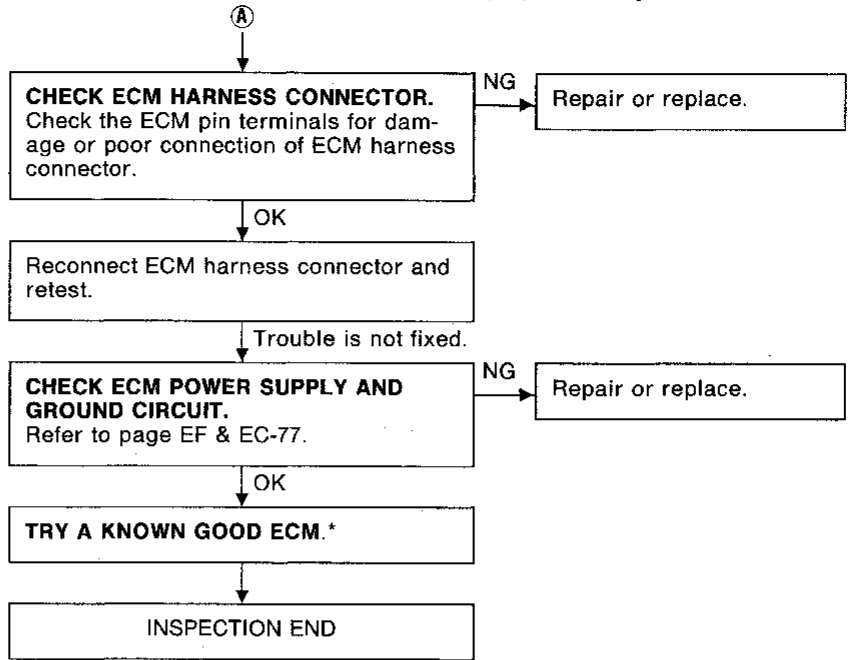 Ⓐ
CHECK ECM HARNESS CONNECTOR.
Check the ECM pin terminals for dam-
age or poor connection of ECM harness
connector.
NG
Repair or replace.
OK
Reconnect ECM harness connector and
retest.
Trouble is not fixed.
CHECK ECM POWER SUPPLY AND
GROUND CIRCUIT.
Refer to page EF & EC-77.
NG
Repair or replace.
OK
TRY A KNOWN GOOD ECM.*
INSPECTION END